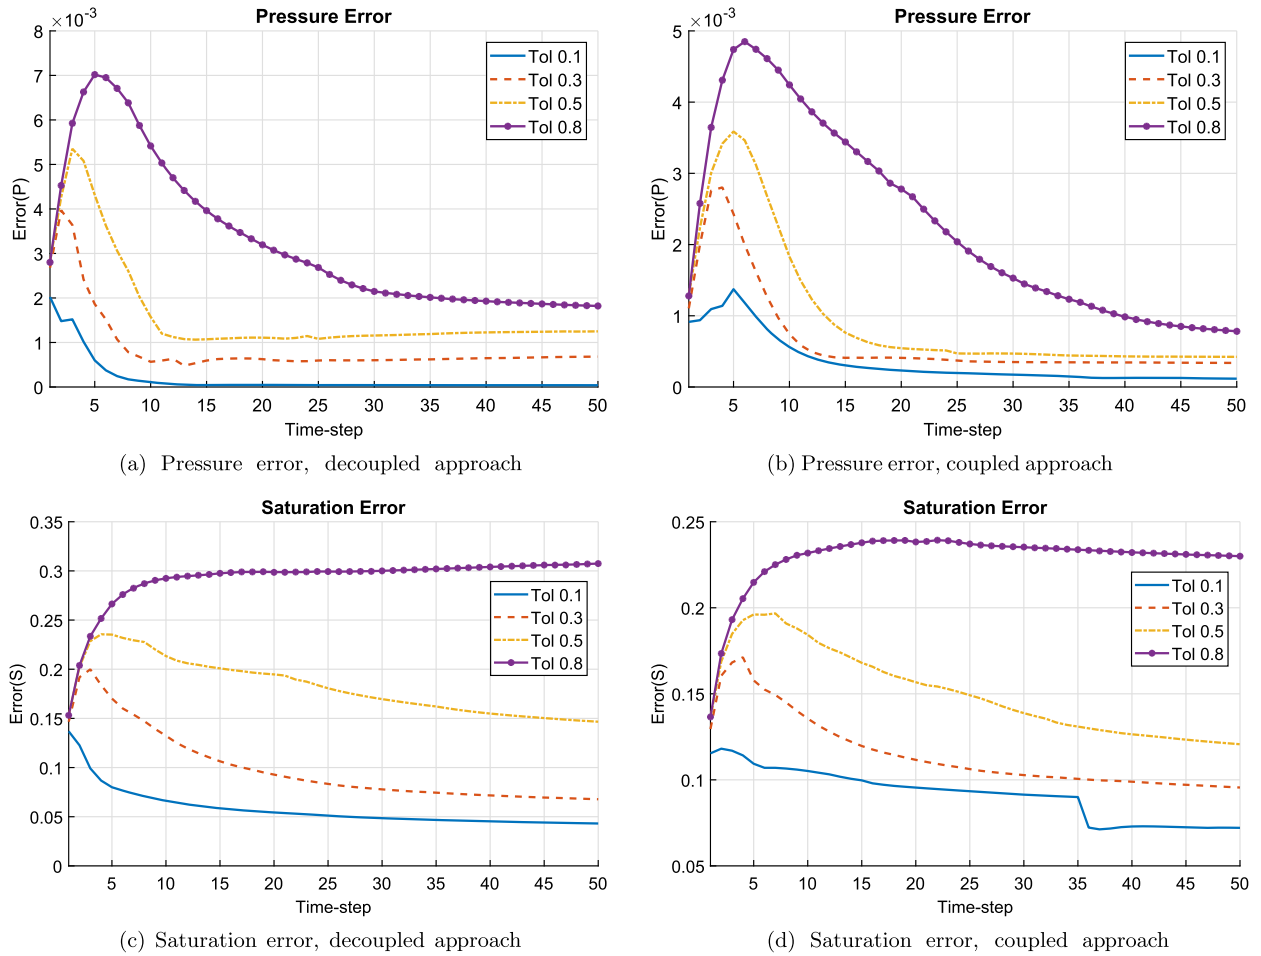 Pressure Error
×10⁻³
8
7
6
5
4
3
2
1
0
Error(P)
5 10 15 20 25 30 35 40 45 50
Time-step
Tol 0.1
Tol 0.3
Tol 0.5
Tol 0.8
(a) Pressure error, decoupled approach
Pressure Error
×10⁻³
5
4
3
2
1
0
Error(P)
5 10 15 20 25 30 35 40 45 50
Time-step
Tol 0.1
Tol 0.3
Tol 0.5
Tol 0.8
(b) Pressure error, coupled approach
Saturation Error
0.35
0.3
0.25
0.2
0.15
0.1
0.05
0
Error(S)
5 10 15 20 25 30 35 40 45 50
Time-step
Tol 0.1
Tol 0.3
Tol 0.5
Tol 0.8
(c) Saturation error, decoupled approach
Saturation Error
0.25
0.2
0.15
0.1
0.05
Error(S)
5 10 15 20 25 30 35 40 45 50
Time-step
Tol 0.1
Tol 0.3
Tol 0.5
Tol 0.8
(d) Saturation error, coupled approach